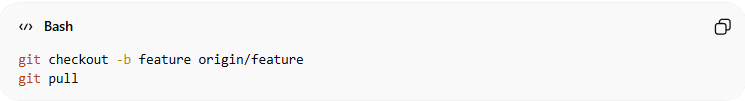 </> Bash
git checkout -b feature origin/feature
git pull